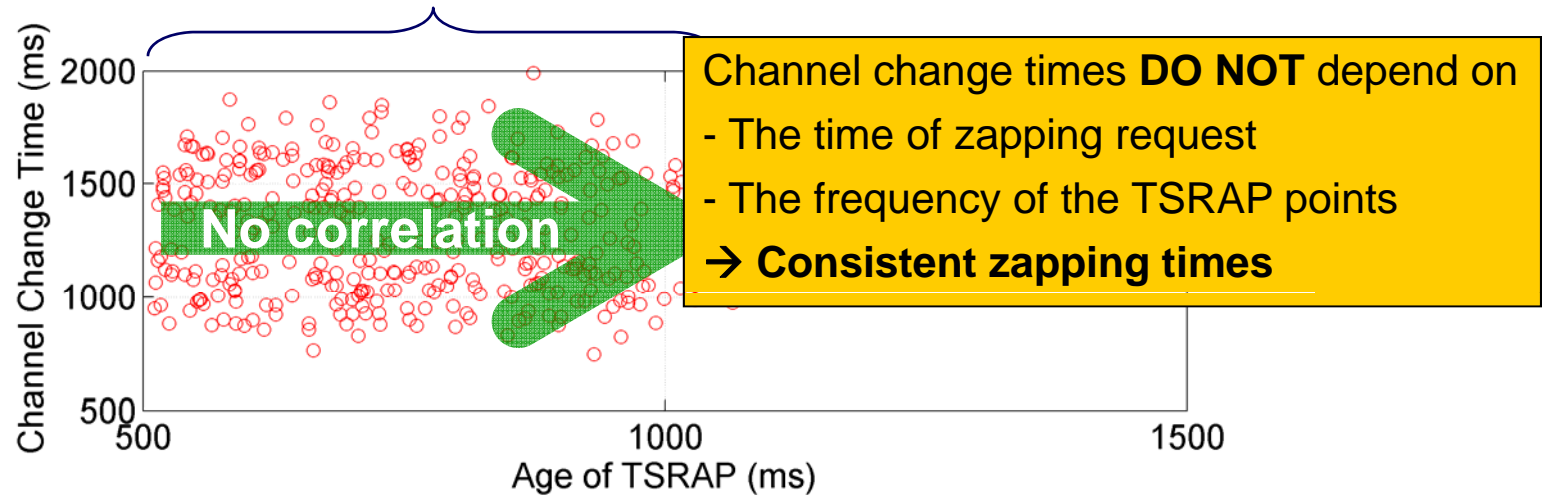 Channel Change Time (ms)
2000
1500
1000
500
500
1000
1500
Age of TSRAP (ms)
No correlation
Channel change times DO NOT depend on
- The time of zapping request
- The frequency of the TSRAP points
→ Consistent zapping times